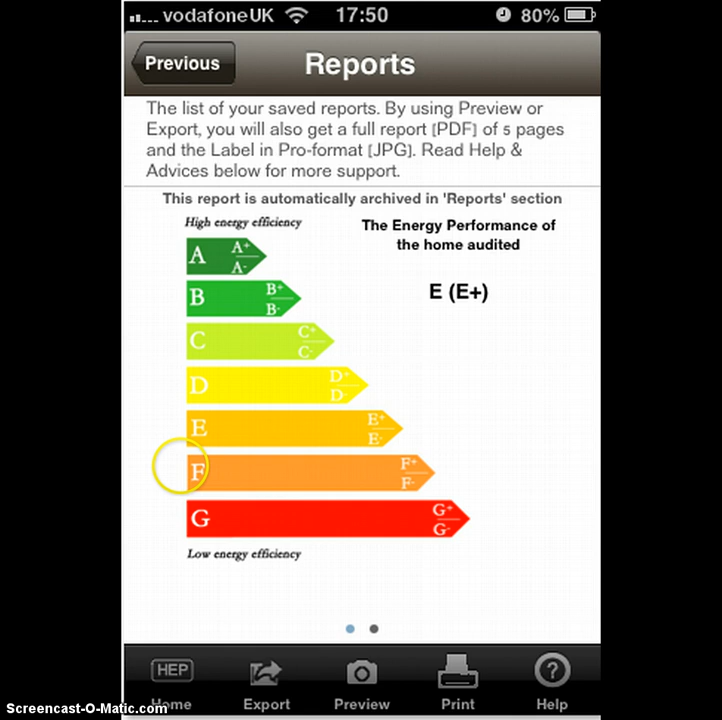 vodafone UK 17:50 80%
Previous
Reports
The list of your saved reports. By using Preview or
Export, you will also get a full report [PDF] of 5 pages
and the Label in Pro-format [JPG]. Read Help &
Advices below for more support.
This report is automatically archived in 'Reports' section
High energy efficiency
The Energy Performance of
the home audited
E (E+)
A A+ A-
B B+ B-
C C+ C-
D D+ D-
E E+ E-
F F+ F-
G G+ G-
Low energy efficiency
HEP
Home Export Preview Print ? Help
Screencast-O-Matic.com